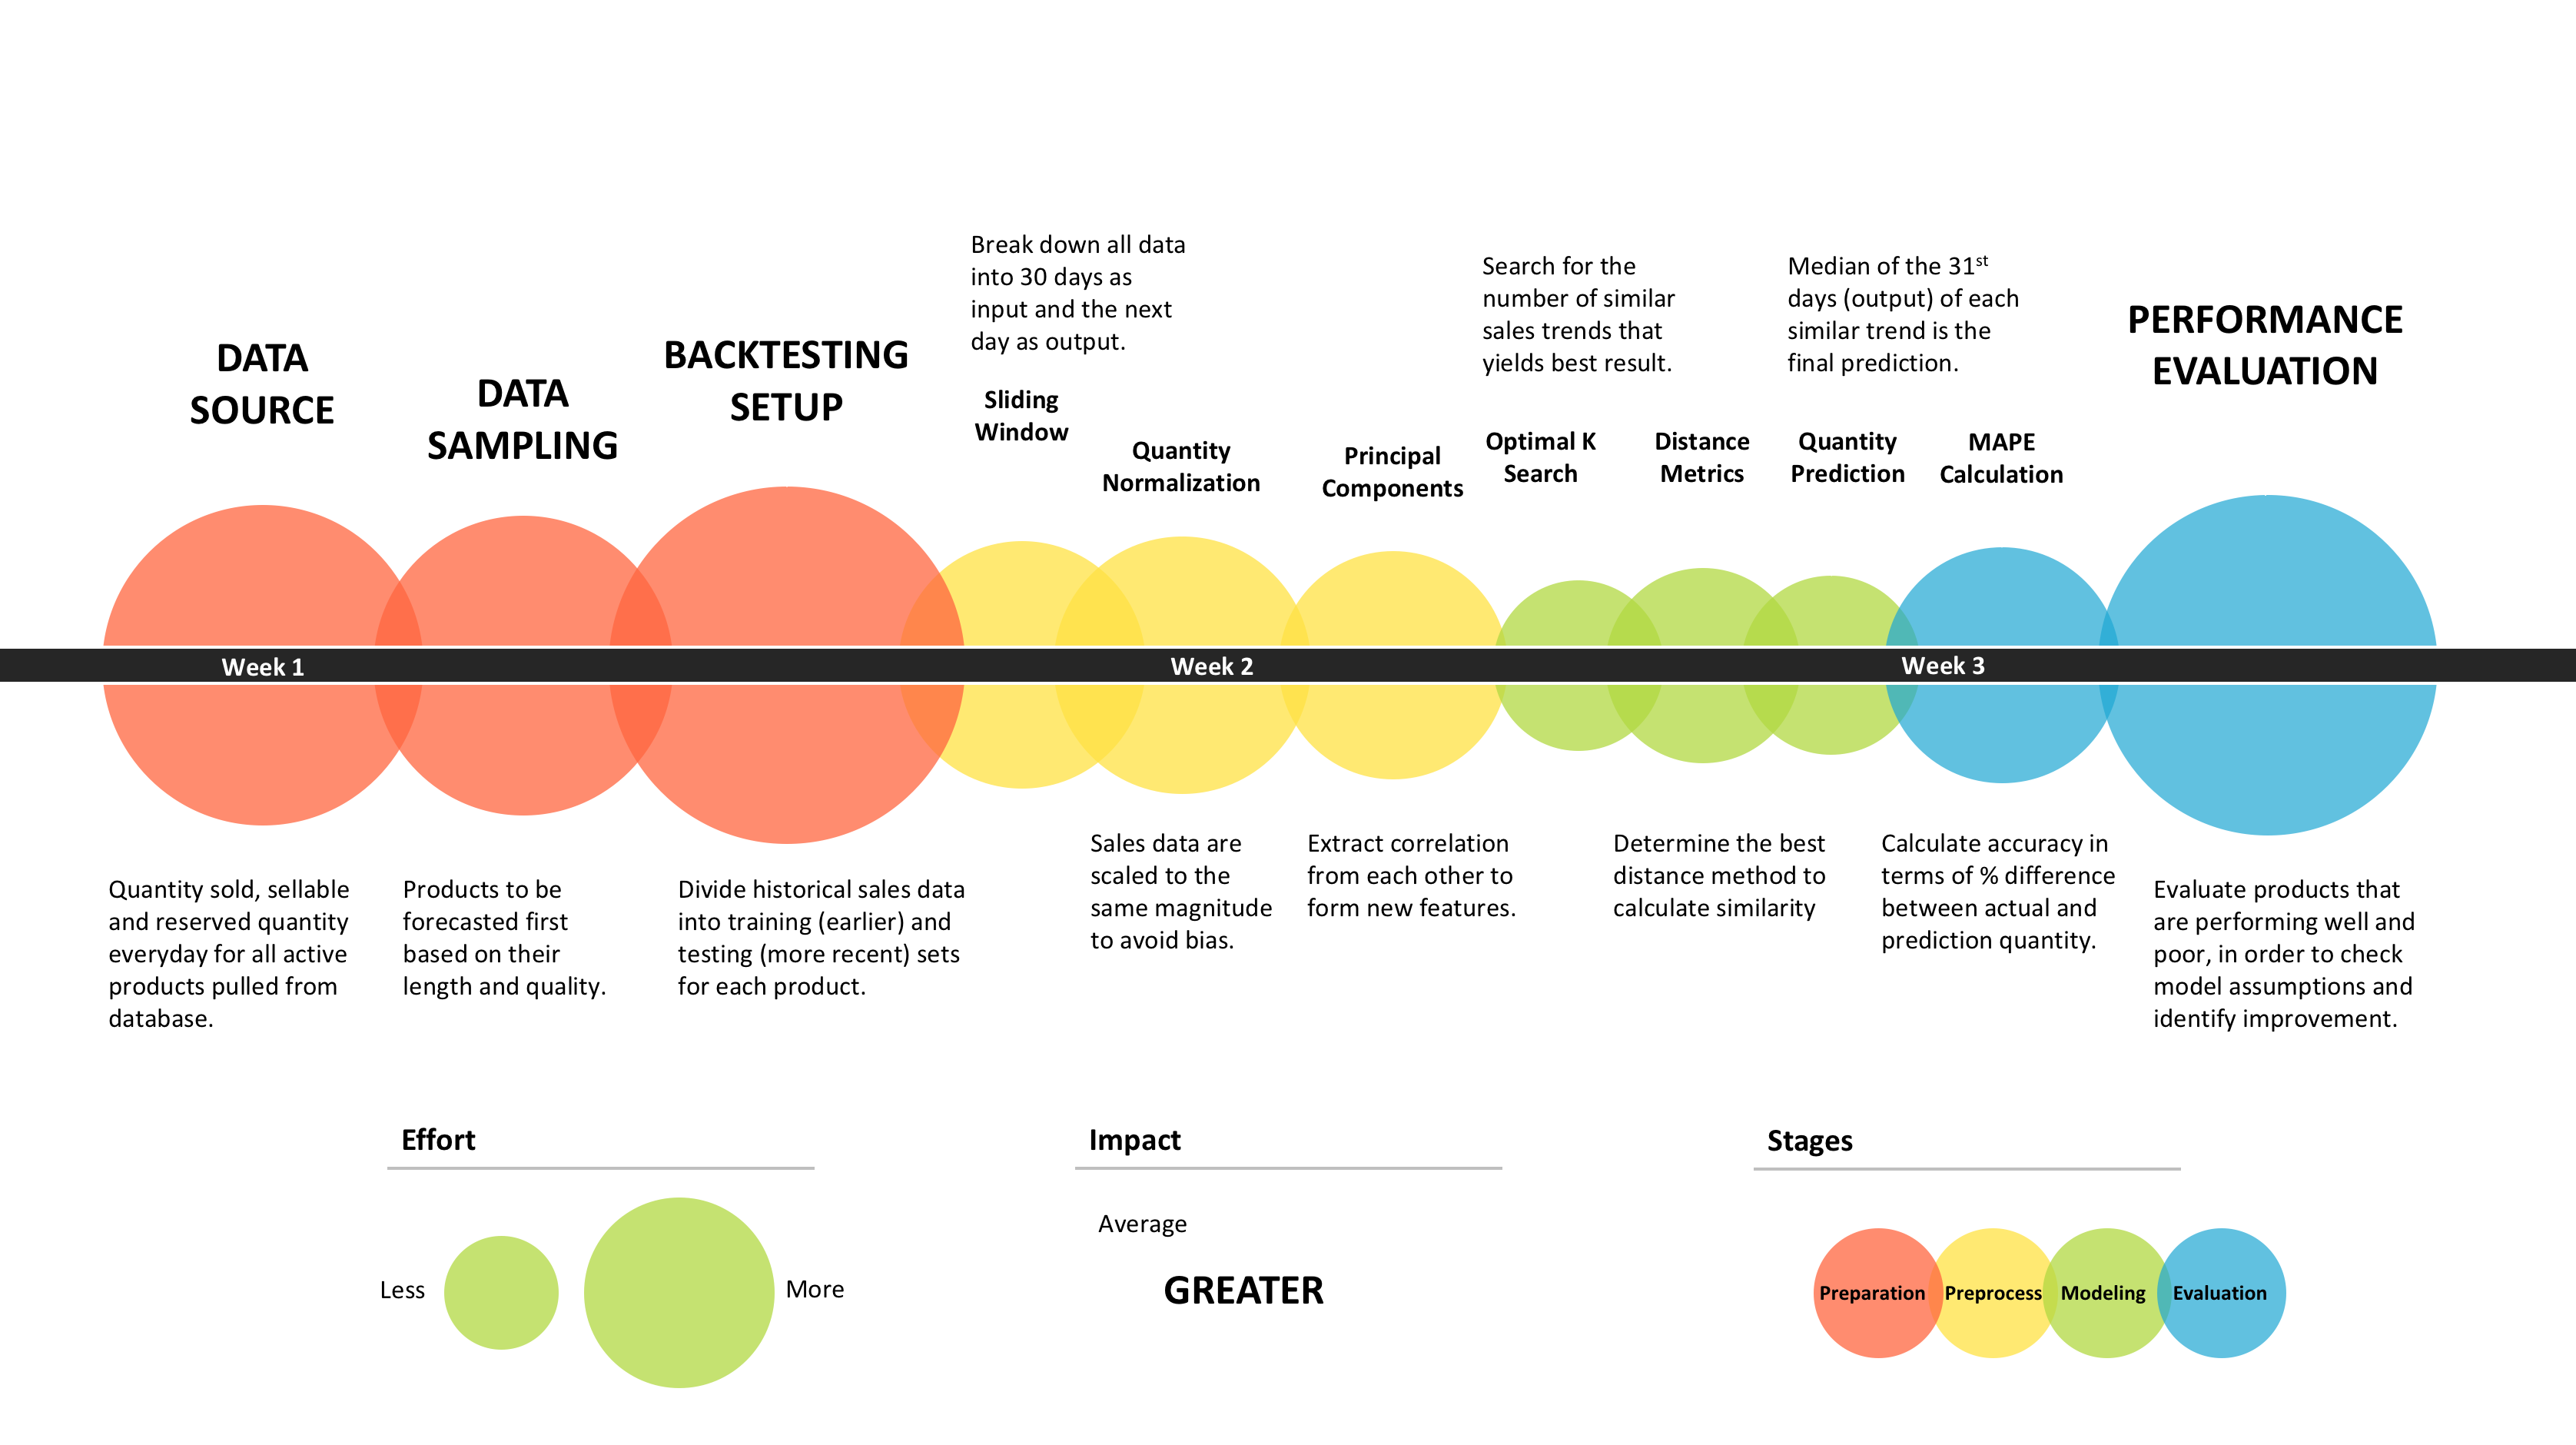 Break down all data
into 30 days as
input and the next
day as output.
Search for the
number of similar
sales trends that
yields best result.
Median of the 31st
days (output) of each
similar trend is the
final prediction.
DATA
SOURCE
DATA
SAMPLING
BACKTESTING
SETUP
Sliding
Window
Quantity
Normalization
Principal
Components
Optimal K
Search
Distance
Metrics
Quantity
Prediction
MAPE
Calculation
PERFORMANCE
EVALUATION
Week 1
Week 2
Week 3
Quantity sold, sellable
and reserved quantity
everyday for all active
products pulled from
database.
Products to be
forecasted first
based on their
length and quality.
Divide historical sales data
into training (earlier) and
testing (more recent) sets
for each product.
Sales data are
scaled to the
same magnitude
to avoid bias.
Extract correlation
from each other to
form new features.
Determine the best
distance method to
calculate similarity
Calculate accuracy in
terms of % difference
between actual and
prediction quantity.
Evaluate products that
are performing well and
poor, in order to check
model assumptions and
identify improvement.
Effort
Less
More
Impact
Average
GREATER
Stages
Preparation
Preprocess
Modeling
Evaluation